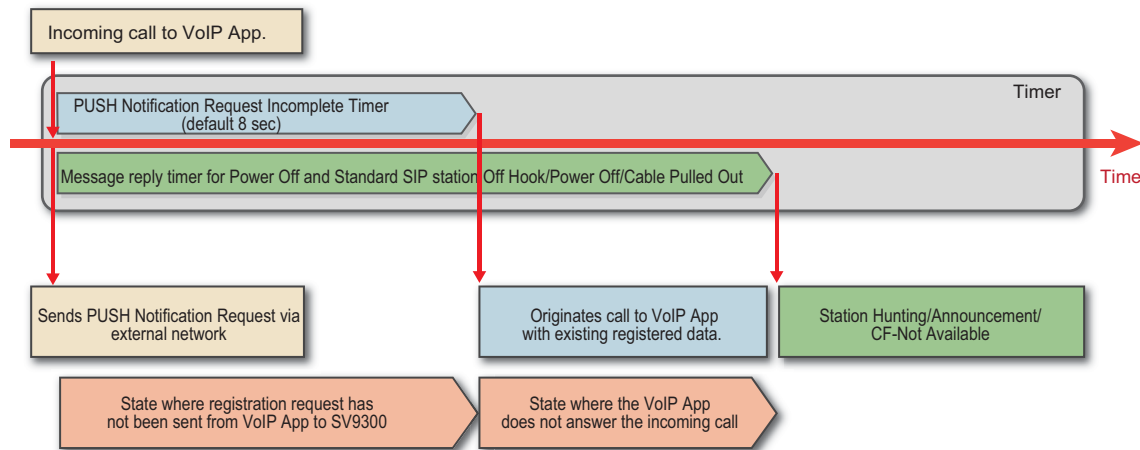 Incoming call to VoIP App.
Timer
PUSH Notification Request Incomplete Timer
(default 8 sec)
Message reply timer for Power Off and Standard SIP station Off Hook/Power Off/Cable Pulled Out
Time
Sends PUSH Notification Request via
external network
Originates call to VoIP App
with existing registered data.
Station Hunting/Announcement/
CF-Not Available
State where registration request has
not been sent from VoIP App to SV9300
State where the VoIP App
does not answer the incoming call